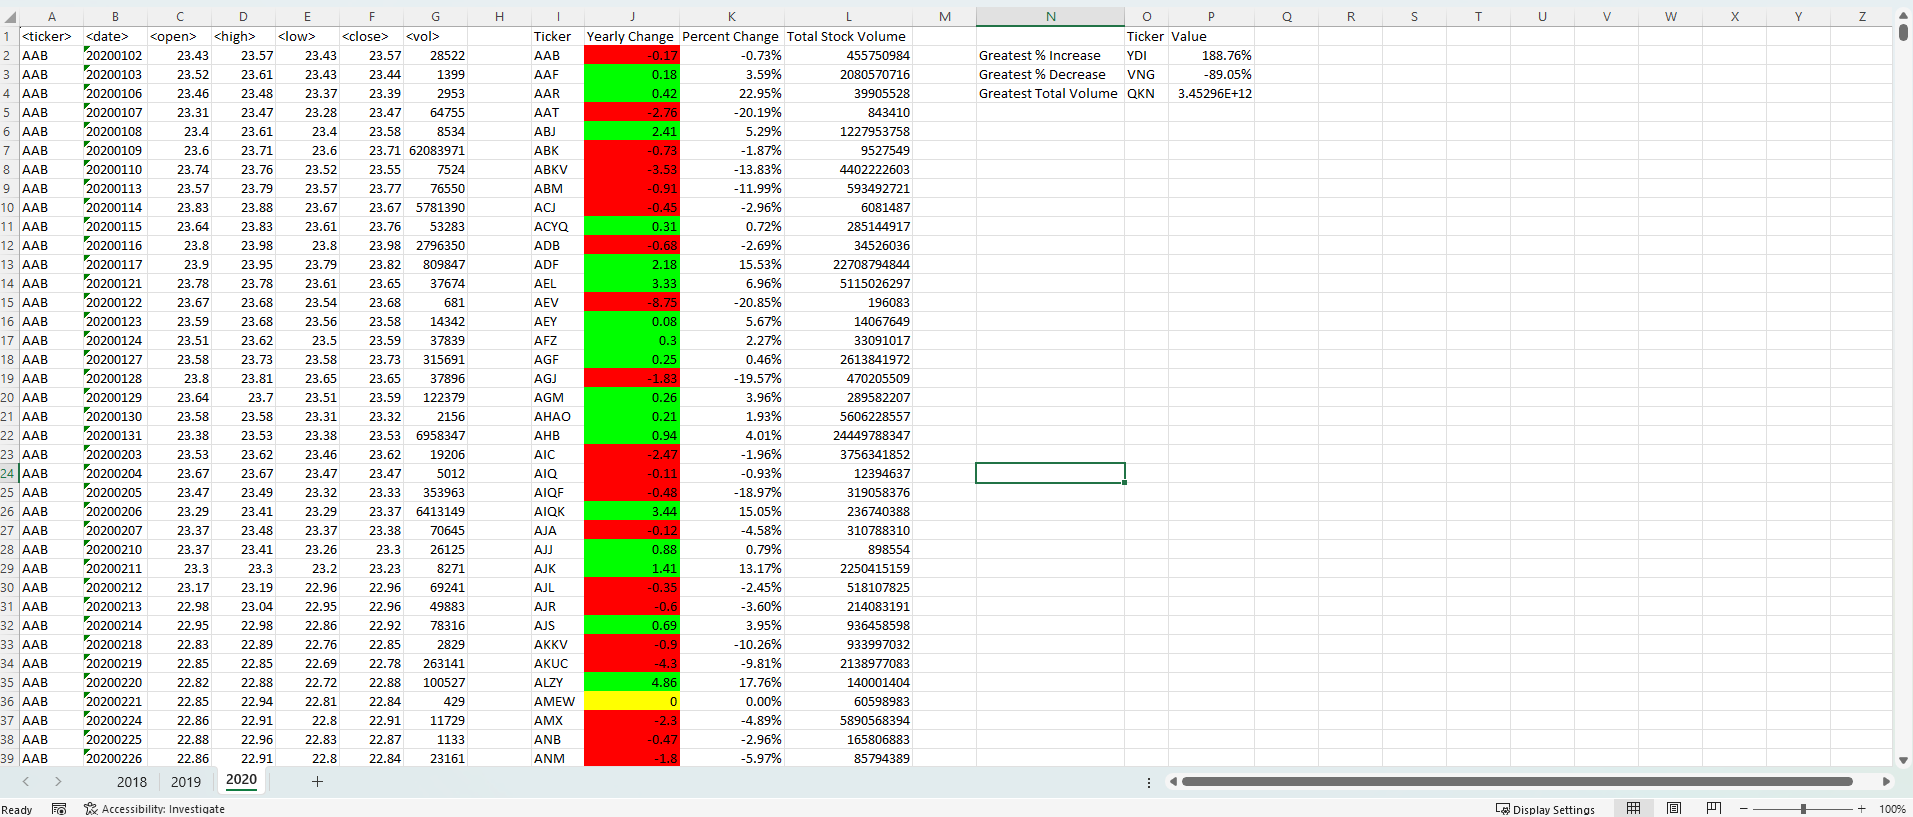 A B C D E F G H I J K L M N O P Q R S T U V W X Y Z
1 <ticker> <date> <open> <high> <low> <close> <vol> Ticker Yearly Change Percent Change Total Stock Volume Ticker Value
2 AAB 20200102 23.43 23.57 23.43 23.57 28522 AAB -0.17 -0.73% 455750984 Greatest % Increase YDI 188.76%
3 AAB 20200103 23.52 23.61 23.43 23.44 1399 AAF 0.18 3.59% 2080570716 Greatest % Decrease VNG -89.05%
4 AAB 20200106 23.46 23.48 23.37 23.39 2953 AAR 0.42 22.95% 39905528 Greatest Total Volume QKN 3.45296E+12
5 AAB 20200107 23.31 23.47 23.28 23.47 64755 AAT -2.76 -20.19% 843410
6 AAB 20200108 23.4 23.61 23.4 23.58 8534 ABJ 2.41 5.29% 1227953758
7 AAB 20200109 23.6 23.71 23.6 23.71 62083971 ABK -0.73 -1.87% 9527549
8 AAB 20200110 23.74 23.76 23.52 23.55 7524 ABKV -3.53 -13.83% 4402222603
9 AAB 20200113 23.57 23.79 23.57 23.77 76550 ABM -0.91 -11.99% 593492721
10 AAB 20200114 23.83 23.88 23.67 23.67 5781390 ACJ -0.45 -2.96% 6081487
11 AAB 20200115 23.64 23.83 23.61 23.76 53283 ACYQ 0.31 0.72% 285144917
12 AAB 20200116 23.8 23.98 23.8 23.98 2796350 ADB -0.68 -2.69% 34526036
13 AAB 20200117 23.9 23.95 23.79 23.82 809847 ADF 2.18 15.53% 22708794844
14 AAB 20200121 23.78 23.78 23.61 23.65 37674 AEL 3.33 6.96% 5115026297
15 AAB 20200122 23.67 23.68 23.54 23.68 681 AEV -8.75 -20.85% 196083
16 AAB 20200123 23.59 23.68 23.56 23.58 14342 AEY 0.08 5.67% 14067649
17 AAB 20200124 23.51 23.62 23.5 23.59 37839 AFZ 0.3 2.27% 33091017
18 AAB 20200127 23.58 23.73 23.58 23.73 315691 AGF 0.25 0.46% 2613841972
19 AAB 20200128 23.8 23.81 23.65 23.65 37896 AGJ -1.83 -19.57% 470205509
20 AAB 20200129 23.64 23.7 23.51 23.59 122379 AGM 0.26 3.96% 289582207
21 AAB 20200130 23.58 23.58 23.31 23.32 2156 AHAO 0.21 1.93% 5606228557
22 AAB 20200131 23.38 23.53 23.38 23.53 6958347 AHB 0.94 4.01% 24449788347
23 AAB 20200203 23.53 23.62 23.46 23.62 19206 AIC -2.47 -1.96% 3756341852
24 AAB 20200204 23.67 23.67 23.47 23.47 5012 AIQ -0.11 -0.93% 12394637
25 AAB 20200205 23.47 23.49 23.32 23.33 353963 AIQF -0.48 -18.97% 319058376
26 AAB 20200206 23.29 23.41 23.29 23.37 6413149 AIQK 3.44 15.05% 236740388
27 AAB 20200207 23.37 23.48 23.37 23.38 70645 AJA -0.12 -4.58% 310788310
28 AAB 20200210 23.37 23.41 23.26 23.3 26125 AJJ 0.88 0.79% 898554
29 AAB 20200211 23.3 23.3 23.2 23.23 8271 AJK 1.41 13.17% 2250415159
30 AAB 20200212 23.17 23.19 22.96 22.96 69241 AJL -0.35 -2.45% 518107825
31 AAB 20200213 22.98 23.04 22.95 22.96 49883 AJR -0.6 -3.60% 214083191
32 AAB 20200214 22.95 22.98 22.86 22.92 78316 AJS 0.69 3.95% 936458598
33 AAB 20200218 22.83 22.89 22.76 22.85 2829 AKKV -0.9 -10.26% 933997032
34 AAB 20200219 22.85 22.85 22.69 22.78 263141 AKUC -4.3 -9.81% 2138977083
35 AAB 20200220 22.82 22.88 22.72 22.88 100527 ALZY 4.86 17.76% 140001404
36 AAB 20200221 22.85 22.94 22.81 22.84 429 AMEW 0 0.00% 60598983
37 AAB 20200224 22.86 22.91 22.8 22.91 11729 AMX -2.3 -4.89% 5890568394
38 AAB 20200225 22.88 22.96 22.83 22.87 1133 ANB -0.47 -2.96% 165806883
39 AAB 20200226 22.86 22.91 22.8 22.84 23161 ANM -1.8 -5.97% 85794389
2018 2019 2020
Ready Accessibility: Investigate Display Settings 100%